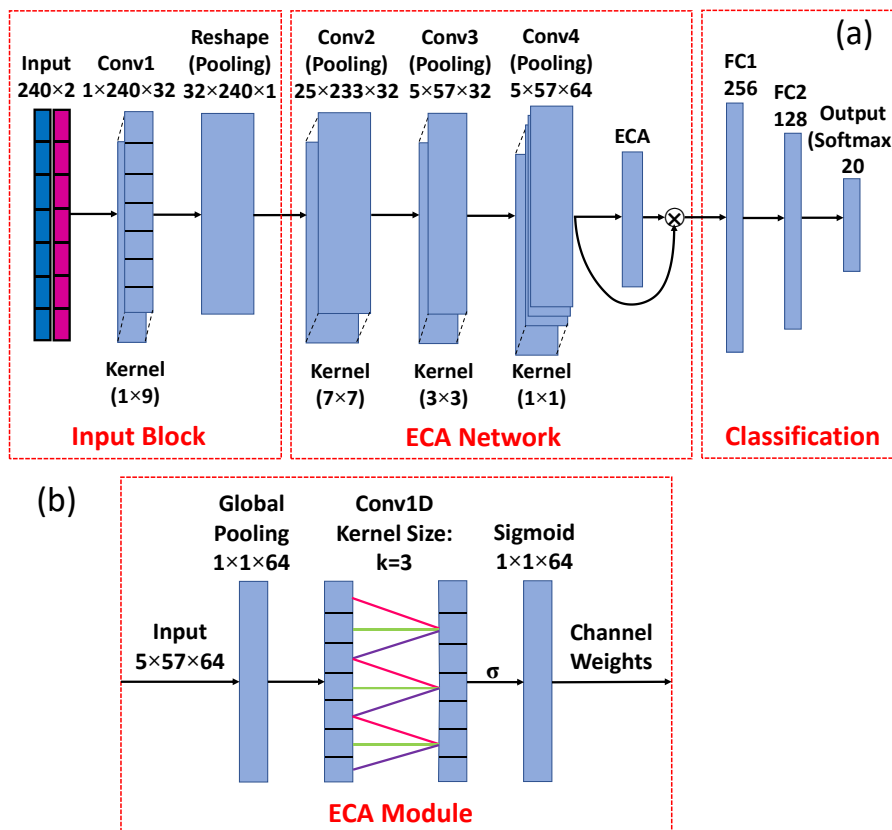 (a)
Input
240×2
Conv1
1×240×32
Reshape
(Pooling)
32×240×1
Kernel
(1×9)
Input Block
Conv2
(Pooling)
25×233×32
Conv3
(Pooling)
5×57×32
Conv4
(Pooling)
5×57×64
ECA
Kernel
(7×7)
Kernel
(3×3)
Kernel
(1×1)
ECA Network
FC1
256
FC2
128
Output
(Softmax
20
Classification
(b)
Input
5×57×64
Global
Pooling
1×1×64
Conv1D
Kernel Size:
k=3
σ
Sigmoid
1×1×64
Channel
Weights
ECA Module